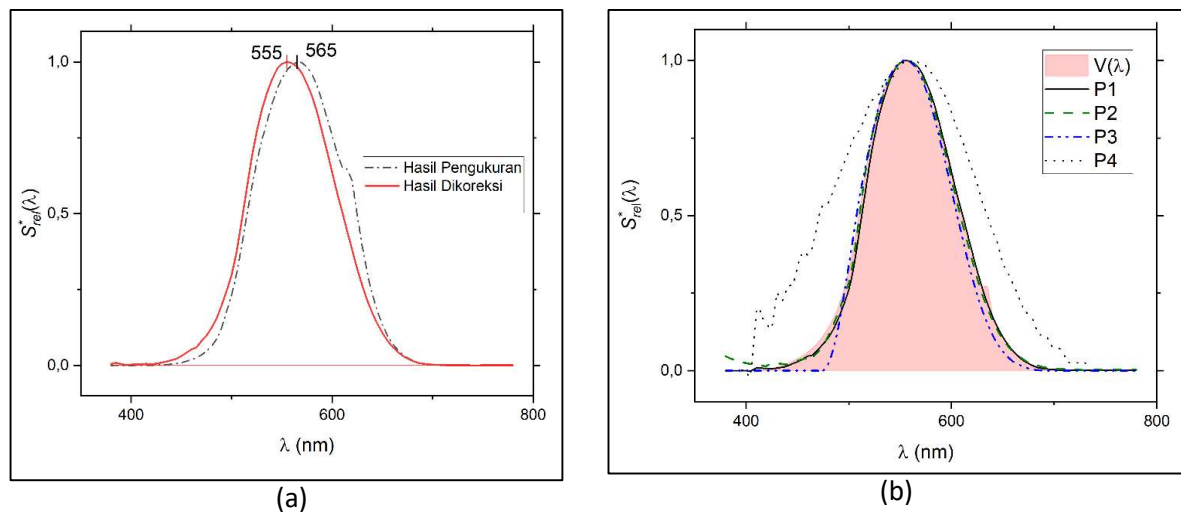 555 565
1,0
0,5
0,0
S*rel(λ)
Hasil Pengukuran
Hasil Dikoreksi
400 600 800
λ (nm)
(a)
1,0
0,5
0,0
S*rel(λ)
V(λ)
P1
P2
P3
P4
400 600 800
λ (nm)
(b)